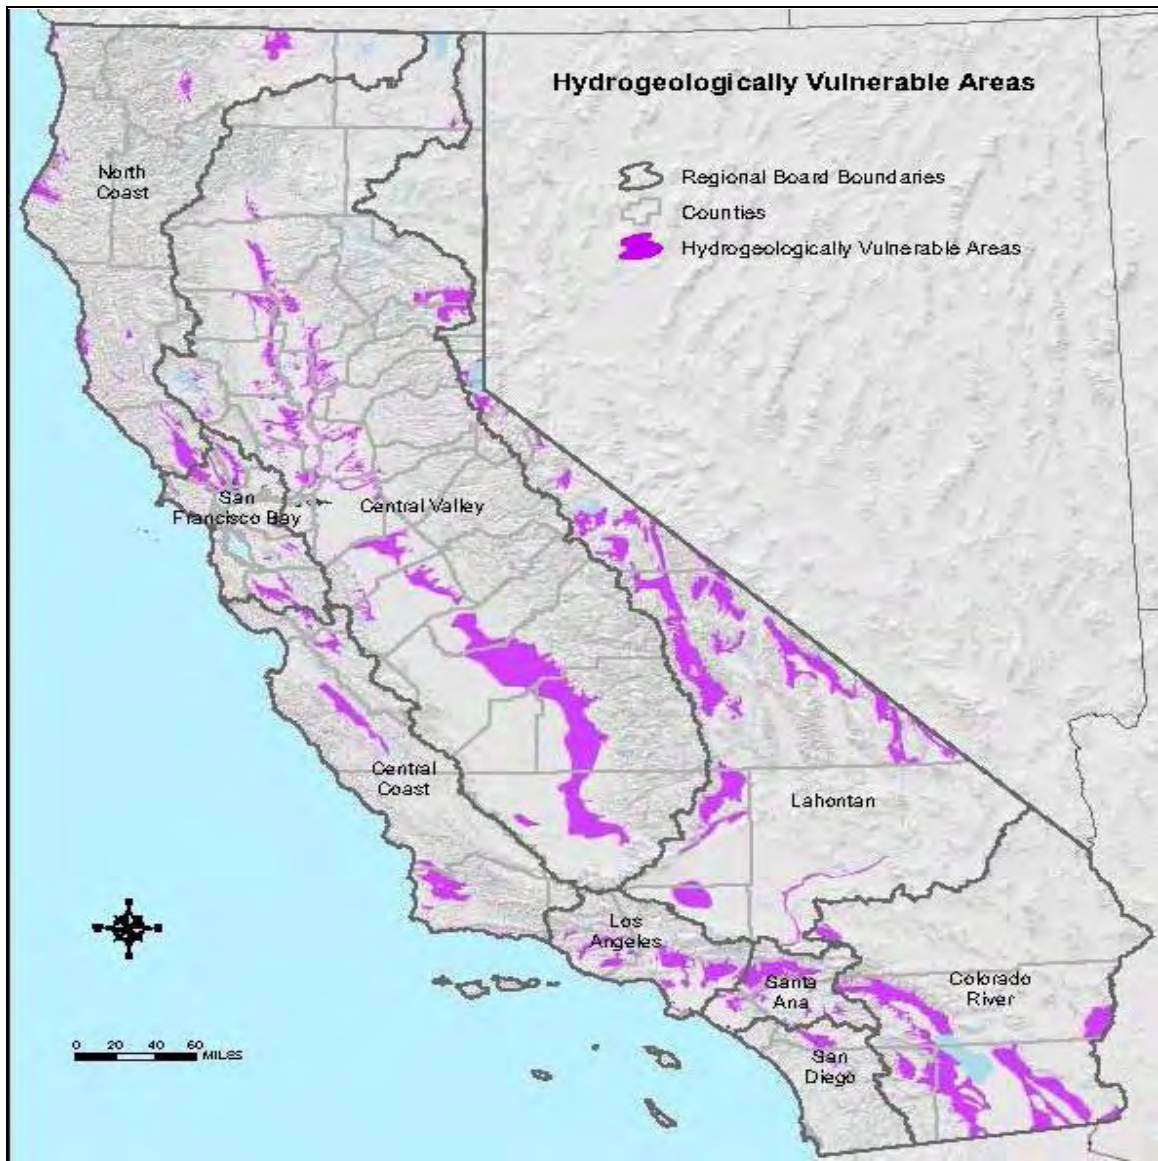 Hydrogeologically Vulnerable Areas
Regional Board Boundaries
Counties
Hydrogeologically Vulnerable Areas
North
Coast
San
Francisco Bay
Central Valley
Central
Coast
Lahontan
Los
Angeles
Santa
Ana
Colorado
River
San
Diego
0 20 40 60
MILES